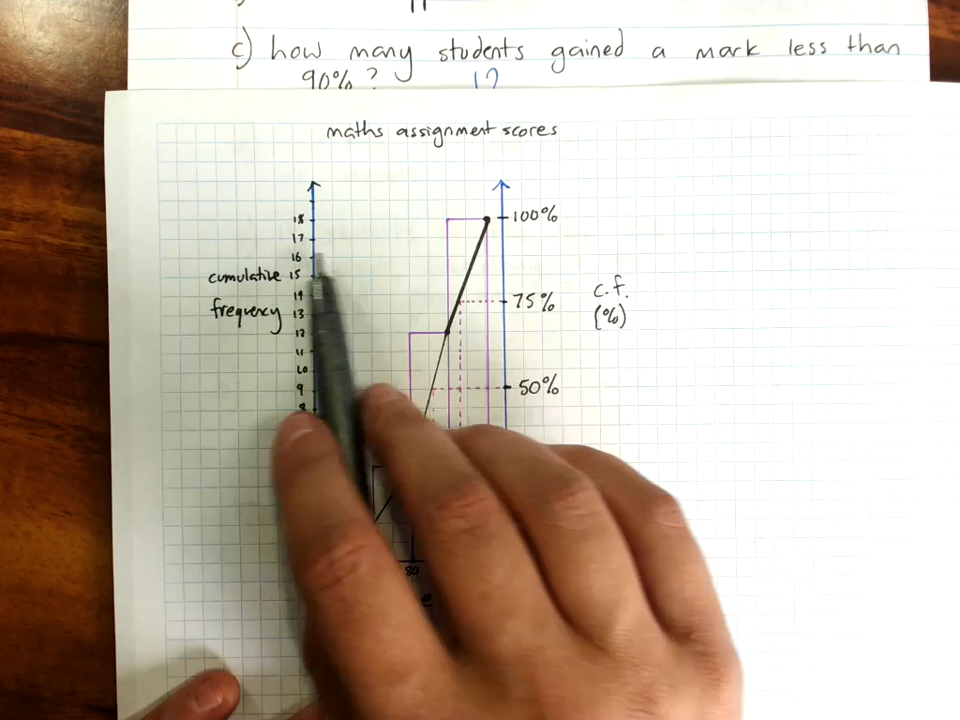 c) how many students gained a mark less than
90% ? 12
maths assignment scores
18
17
16
cumulative 15
frequency
14
13
12
11
10
9
8
100%
75%
50%
c.f.
(%)
80